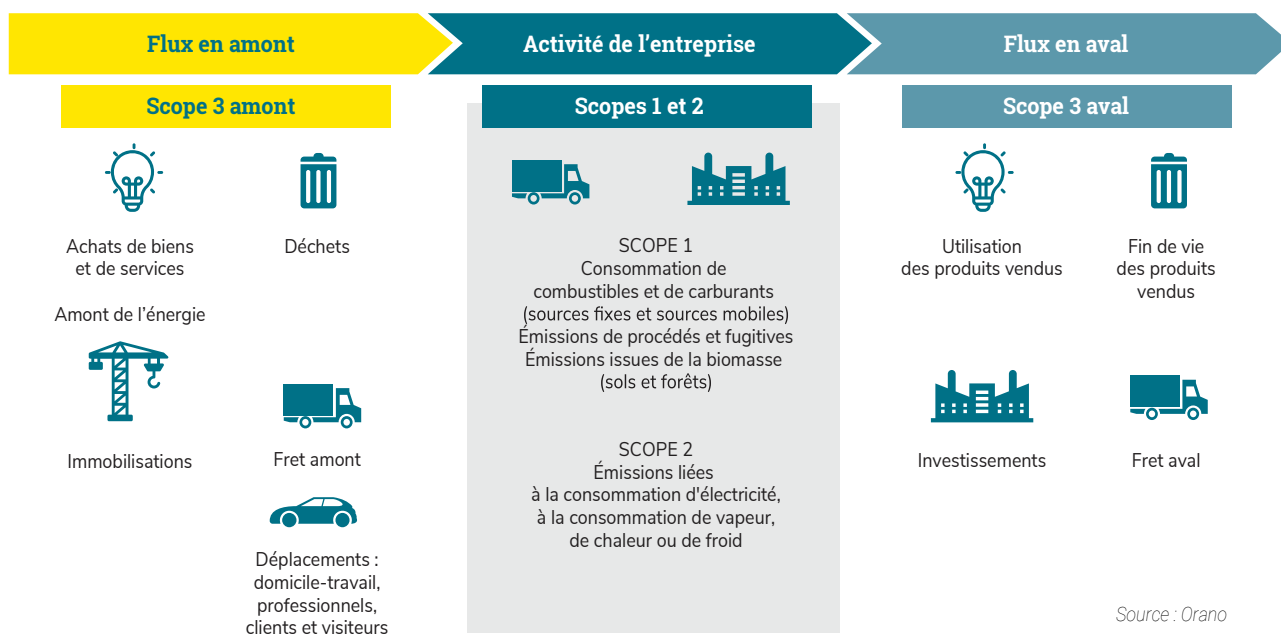 Flux en amont
Activité de l'entreprise
Flux en aval
Scope 3 amont
Scopes 1 et 2
Scope 3 aval
Achats de biens
et de services
Déchets
Amont de l'énergie
Immobilisations
Fret amont
Déplacements :
domicile-travail,
professionnels,
clients et visiteurs
SCOPE 1
Consommation de
combustibles et de carburants
(sources fixes et sources mobiles)
Émissions de procédés et fugitives
Émissions issues de la biomasse
(sols et forêts)
SCOPE 2
Émissions liées
à la consommation d'électricité,
à la consommation de vapeur,
de chaleur ou de froid
Utilisation
des produits vendus
Fin de vie
des produits
vendus
Investissements
Fret aval
Source : Orano